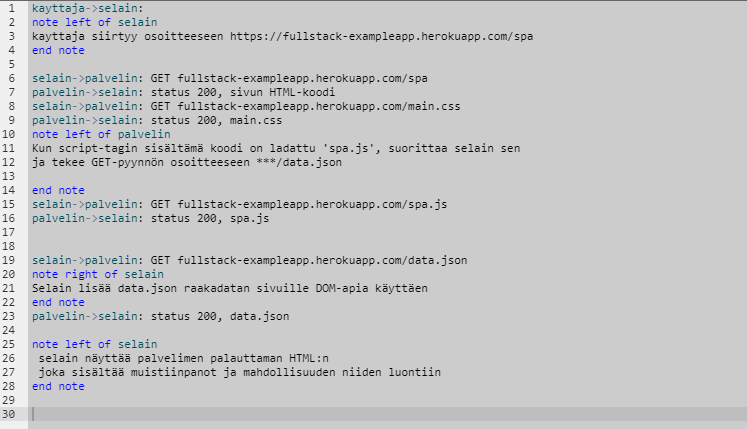 1 kayttaja->selain:
2 note left of selain
3 kayttaja siirtyy osoitteeseen https://fullstack-exampleapp.herokuapp.com/spa
4 end note
5
6 selain->palvelin: GET fullstack-exampleapp.herokuapp.com/spa
7 palvelin->selain: status 200, sivun HTML-koodi
8 selain->palvelin: GET fullstack-exampleapp.herokuapp.com/main.css
9 palvelin->selain: status 200, main.css
10 note left of palvelin
11 Kun script-tagin sisältämä koodi on ladattu 'spa.js', suorittaa selain sen
12 ja tekee GET-pyynnön osoitteeseen ***/data.json
13
14 end note
15 selain->palvelin: GET fullstack-exampleapp.herokuapp.com/spa.js
16 palvelin->selain: status 200, spa.js
17
18
19 selain->palvelin: GET fullstack-exampleapp.herokuapp.com/data.json
20 note right of selain
21 Selain lisää data.json raakadatan sivuille DOM-apia käyttäen
22 end note
23 palvelin->selain: status 200, data.json
24
25 note left of selain
26 selain näyttää palvelimen palauttaman HTML:n
27 joka sisältää muistiinpanot ja mahdollisuuden niiden luontiin
28 end note
29
30